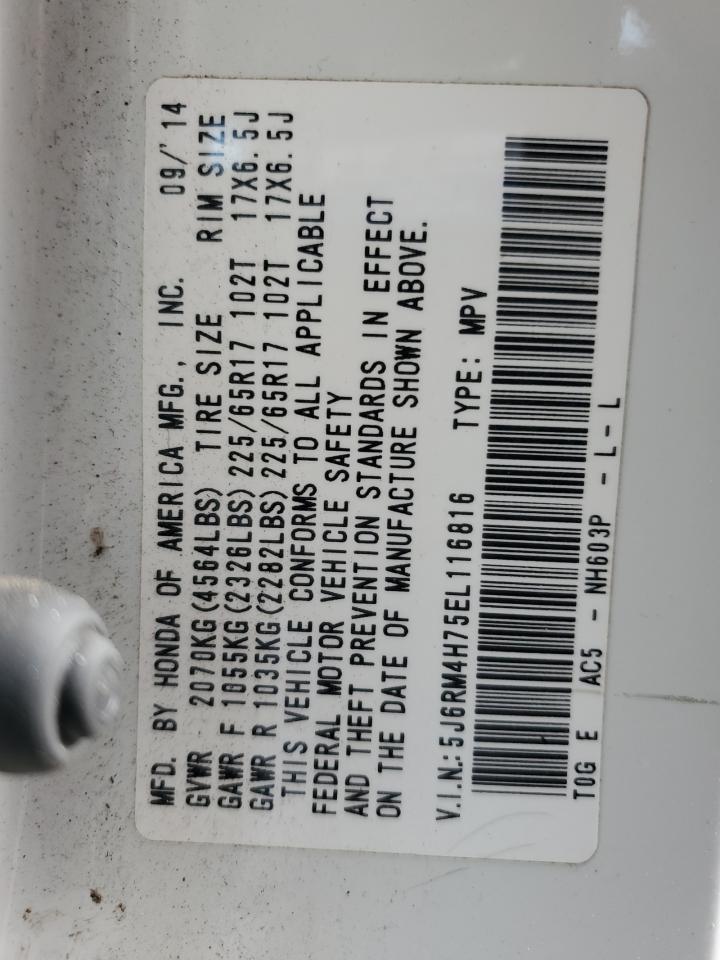 MFD. BY HONDA OF AMERICA MFG., INC. 09/'14
GVWR 2070KG(4564LBS) TIRE SIZE RIM SIZE
GAWR F 1055KG(2326LBS) 225/65R17 102T 17X6.5J
GAWR R 1035KG(2282LBS) 225/65R17 102T 17X6.5J
THIS VEHICLE CONFORMS TO ALL APPLICABLE
FEDERAL MOTOR VEHICLE SAFETY
AND THEFT PREVENTION STANDARDS IN EFFECT
ON THE DATE OF MANUFACTURE SHOWN ABOVE.
V.I.N.:5J6RM4H75EL116816 TYPE: MPV
T0G E AC5 - NH603P - L - L